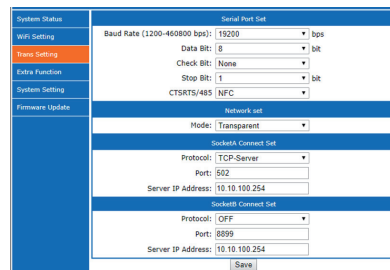 System Status
WiFi Setting
Trans Setting
Extra Function
System Setting
Firmware Update
Serial Port Set
Baud Rate (1200-460800 bps): 19200 bps
Data Bit: 8 bit
Check Bit: None
Stop Bit: 1 bit
CTSRTS/485 NFC
Network set
Mode: Transparent
SocketA Connect Set
Protocol: TCP-Server
Port: 502
Server IP Address: 10.10.100.254
SocketB Connect Set
Protocol: OFF
Port: 8899
Server IP Address: 10.10.100.254
Save